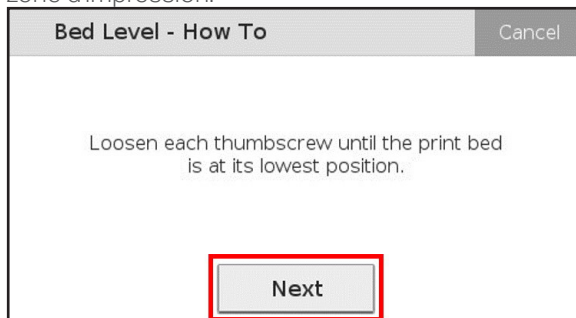 zone d'impression.
Bed Level - How To
Cancel
Loosen each thumbscrew until the print bed
is at its lowest position.
Next